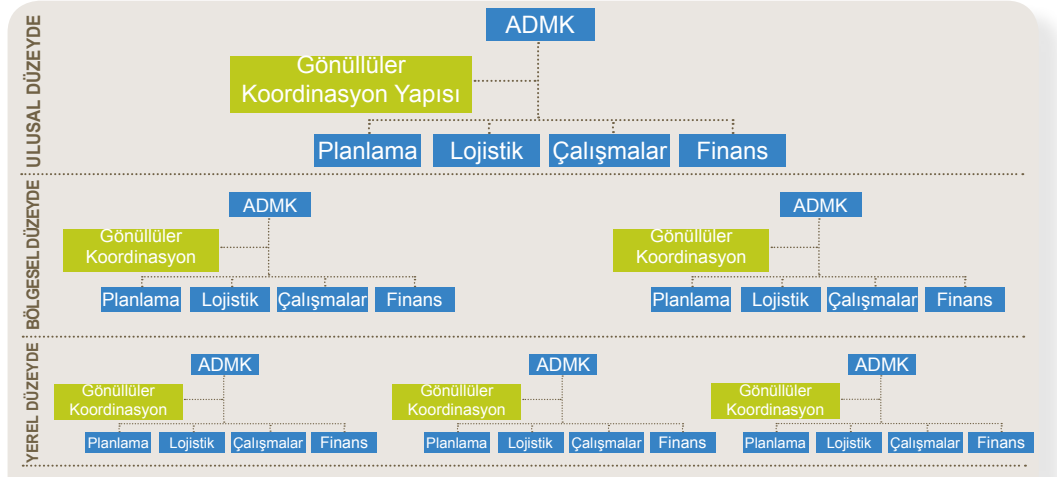 ULUSAL DÜZEYDE
ADMK
Gönüllüler
Koordinasyon Yapısı
Planlama Lojistik Çalışmalar Finans
BÖLGESEL DÜZEYDE
ADMK
Gönüllüler
Koordinasyon
Planlama Lojistik Çalışmalar Finans
ADMK
Gönüllüler
Koordinasyon
Planlama Lojistik Çalışmalar Finans
YEREL DÜZEYDE
ADMK
Gönüllüler
Koordinasyon
Planlama Lojistik Çalışmalar Finans
ADMK
Gönüllüler
Koordinasyon
Planlama Lojistik Çalışmalar Finans
ADMK
Gönüllüler
Koordinasyon
Planlama Lojistik Çalışmalar Finans